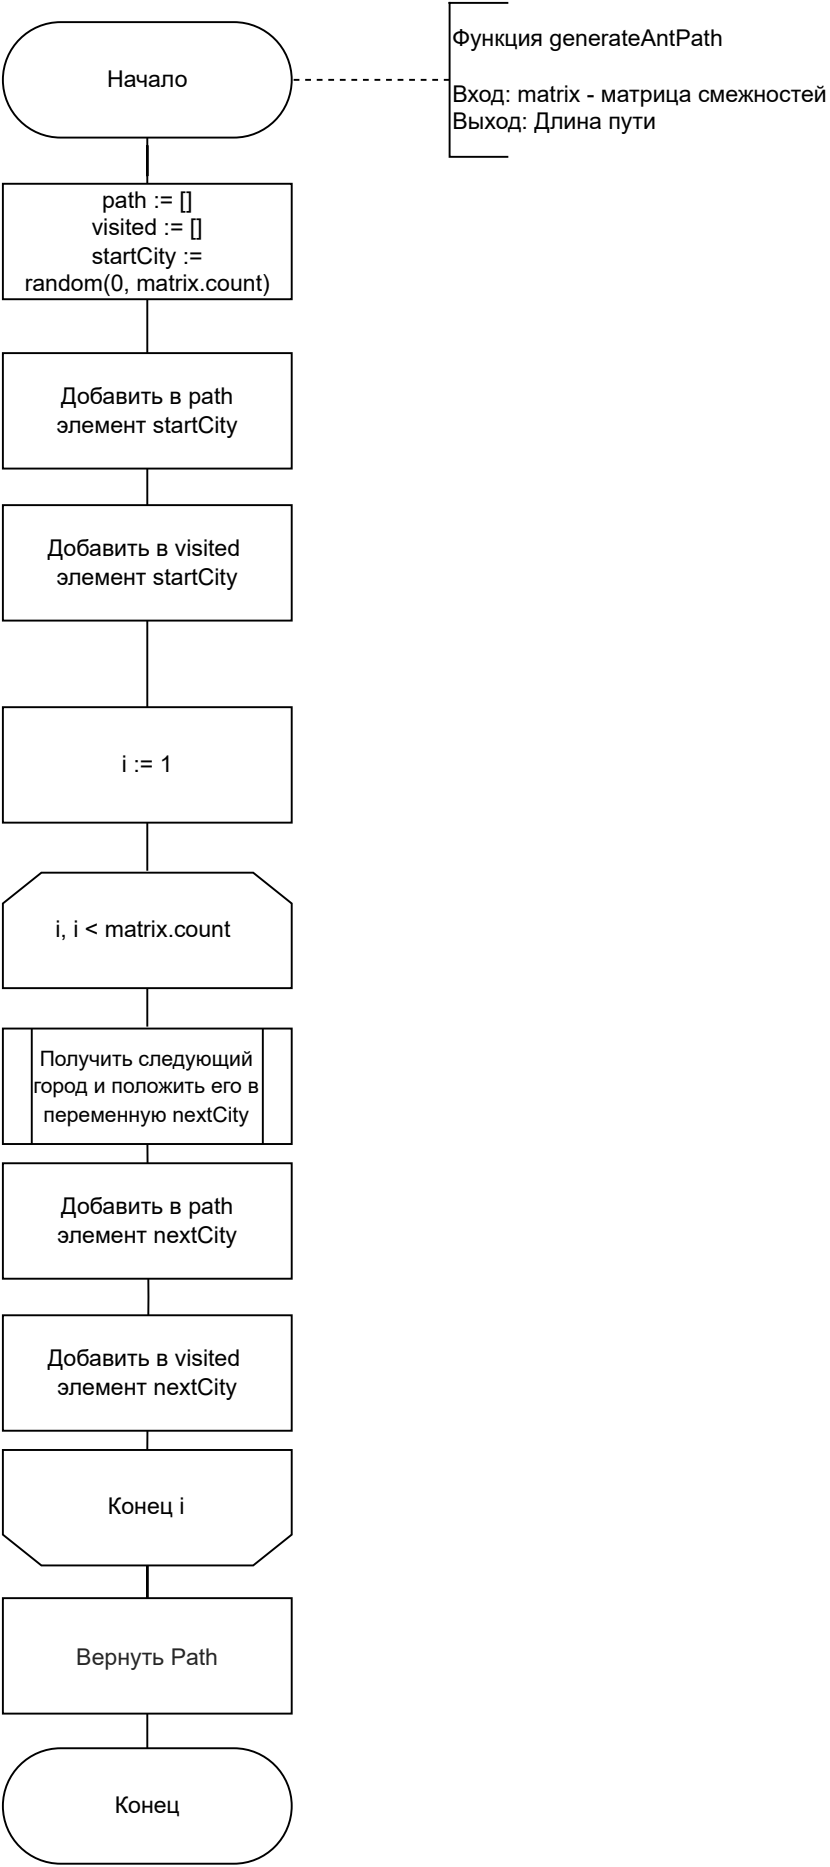 Начало
Функция generateAntPath
Вход: matrix - матрица смежностей
Выход: Длина пути
path := []
visited := []
startCity :=
random(0, matrix.count)
Добавить в path
элемент startCity
Добавить в visited
элемент startCity
i := 1
i, i < matrix.count
Получить следующий
город и положить его в
переменную nextCity
Добавить в path
элемент nextCity
Добавить в visited
элемент nextCity
Конец i
Вернуть Path
Конец